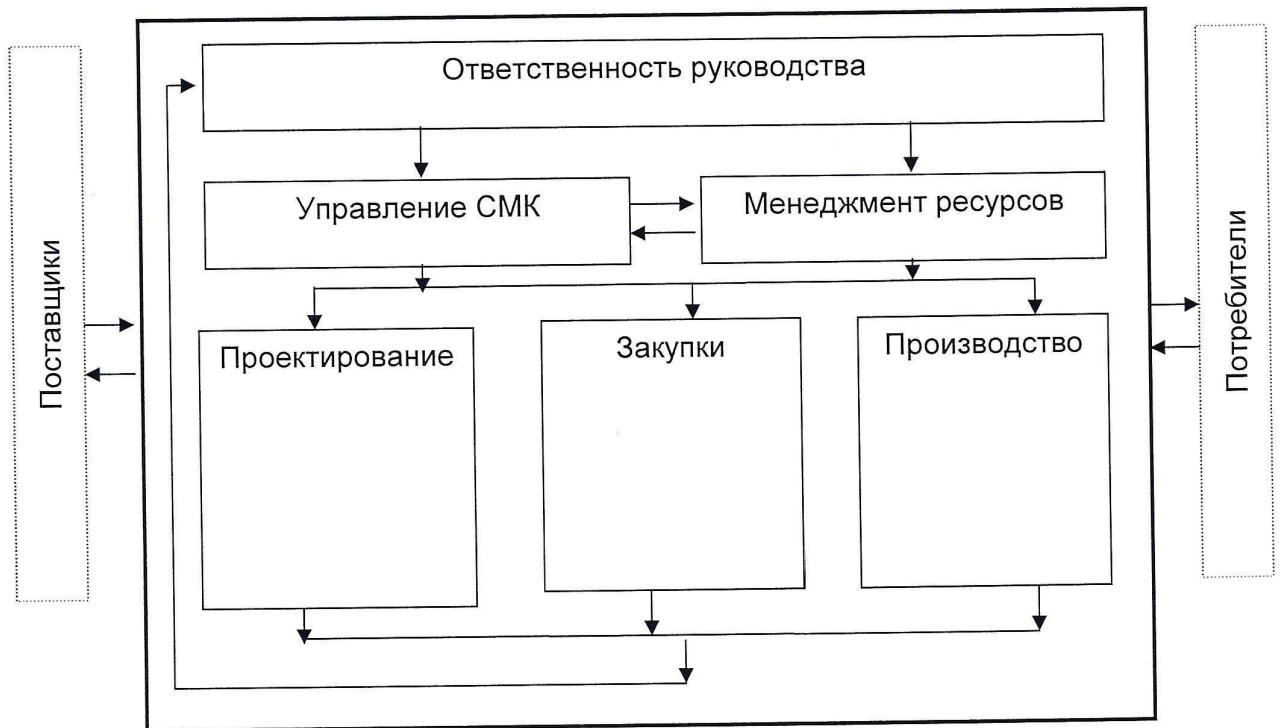 Ответственность руководства
Управление СМК
Менеджмент ресурсов
Поставщики
Потребители
Проектирование
Закупки
Производство